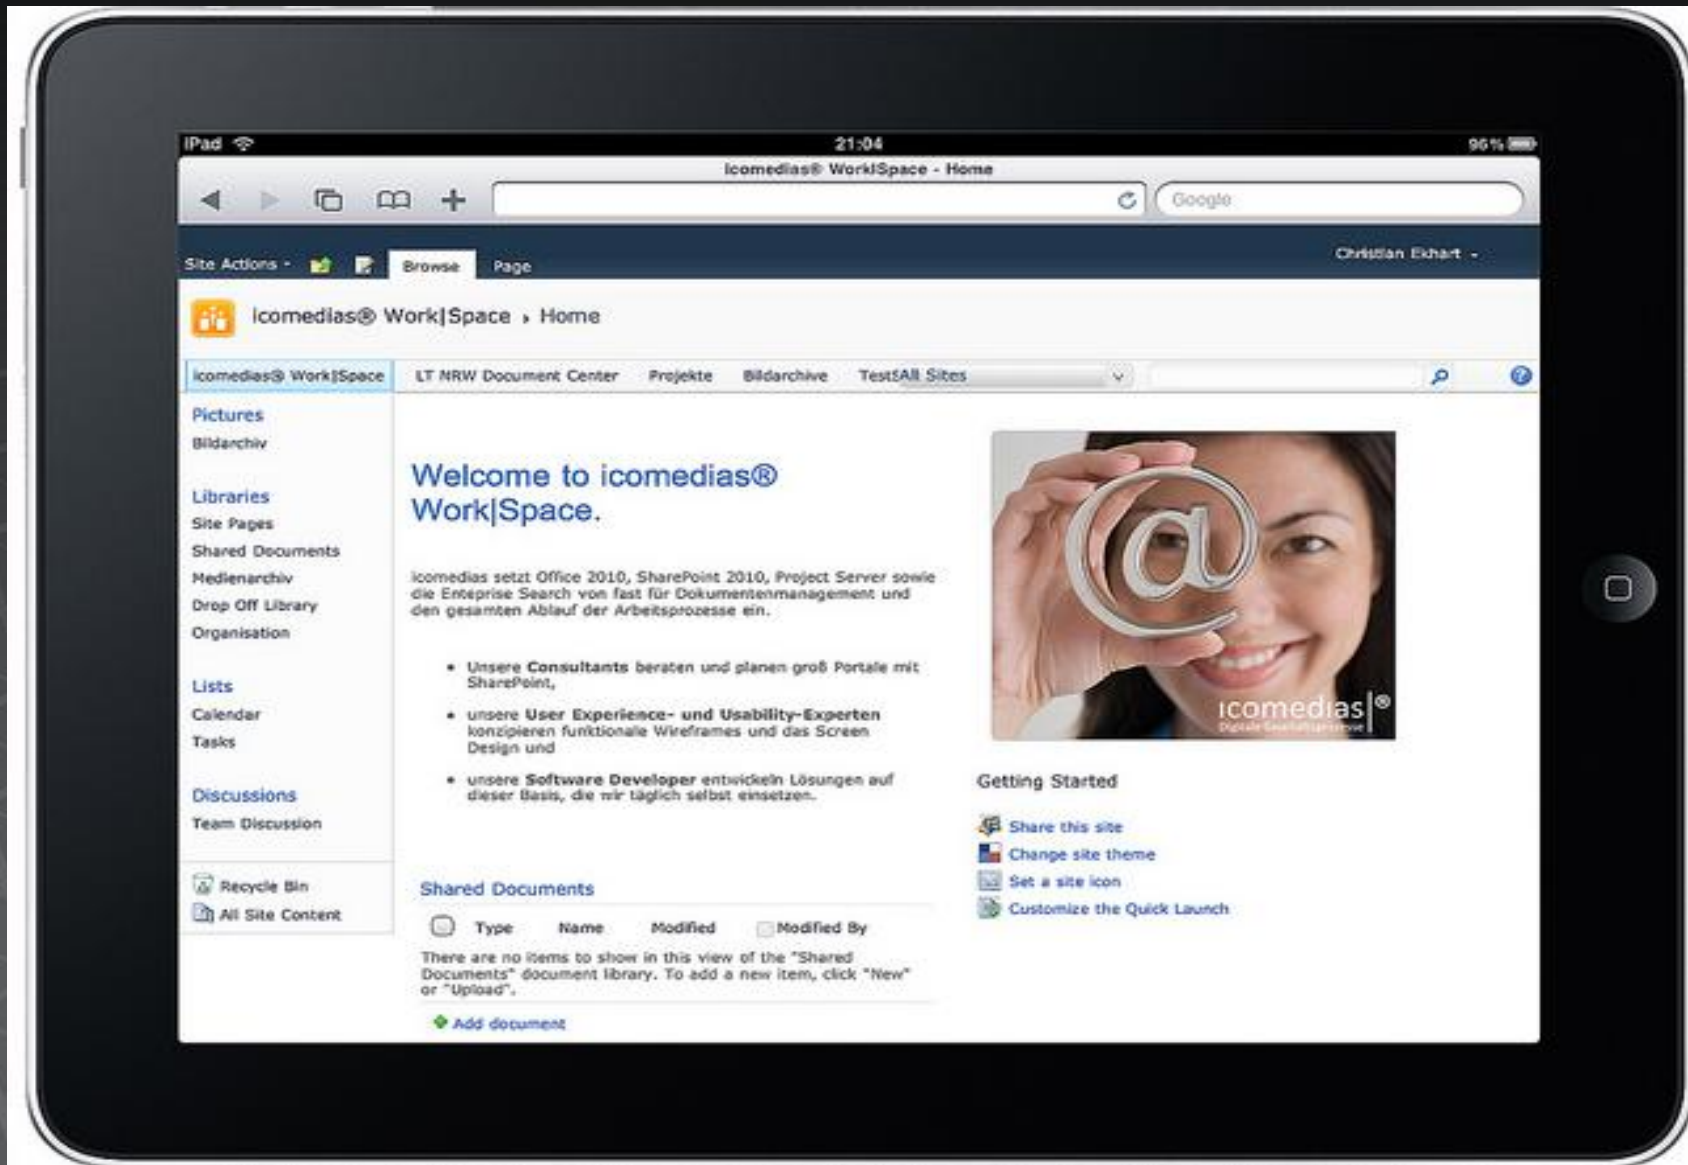 iPad 21:04 96%
icomedias® Work|Space - Home
Google
Site Actions Browse Page Christian Ekhart
icomedias® Work|Space › Home
icomedias® Work|Space LT NRW Document Center Projekte Bildarchive TestS All Sites
Pictures
Bildarchiv
Libraries
Site Pages
Shared Documents
Medienarchiv
Drop Off Library
Organisation
Lists
Calendar
Tasks
Discussions
Team Discussion
Recycle Bin
All Site Content
Welcome to icomedias®
Work|Space.
icomedias setzt Office 2010, SharePoint 2010, Project Server sowie
die Enteprise Search von fast für Dokumentenmanagement und
den gesamten Ablauf der Arbeitsprozesse ein.
• Unsere Consultants beraten und planen groß Portale mit
SharePoint,
• unsere User Experience- und Usability-Experten
konzipieren funktionale Wireframes und das Screen
Design und
• unsere Software Developer entwickeln Lösungen auf
dieser Basis, die wir täglich selbst einsetzen.
Shared Documents
Type Name Modified Modified By
There are no items to show in this view of the "Shared
Documents" document library. To add a new item, click "New"
or "Upload".
Add document
@
icomedias®
Digitale Geschäftsprozesse
Getting Started
Share this site
Change site theme
Set a site icon
Customize the Quick Launch